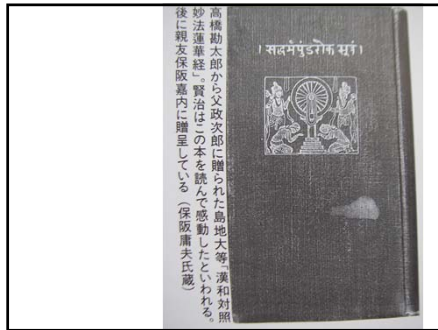 । सद्धर्मपुंडरीक सूत्रं।
高橋勘太郎から父政次郎に贈られた島地大等『漢和対照
妙法蓮華経』。賢治はこの本を読んで感動したといわれる。
後に親友保阪嘉内に贈呈している(保阪庸夫氏蔵)